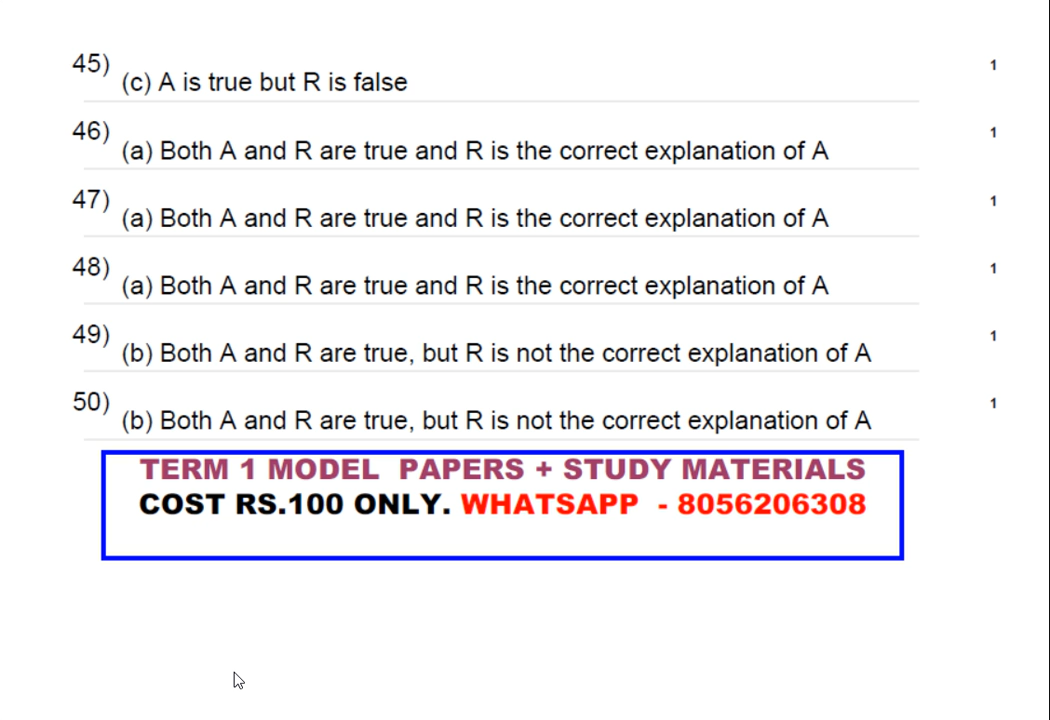 45) 1
(c) A is true but R is false
46) 1
(a) Both A and R are true and R is the correct explanation of A
47) 1
(a) Both A and R are true and R is the correct explanation of A
48) 1
(a) Both A and R are true and R is the correct explanation of A
49) 1
(b) Both A and R are true, but R is not the correct explanation of A
50) 1
(b) Both A and R are true, but R is not the correct explanation of A
TERM 1 MODEL PAPERS + STUDY MATERIALS
COST RS.100 ONLY. WHATSAPP - 8056206308